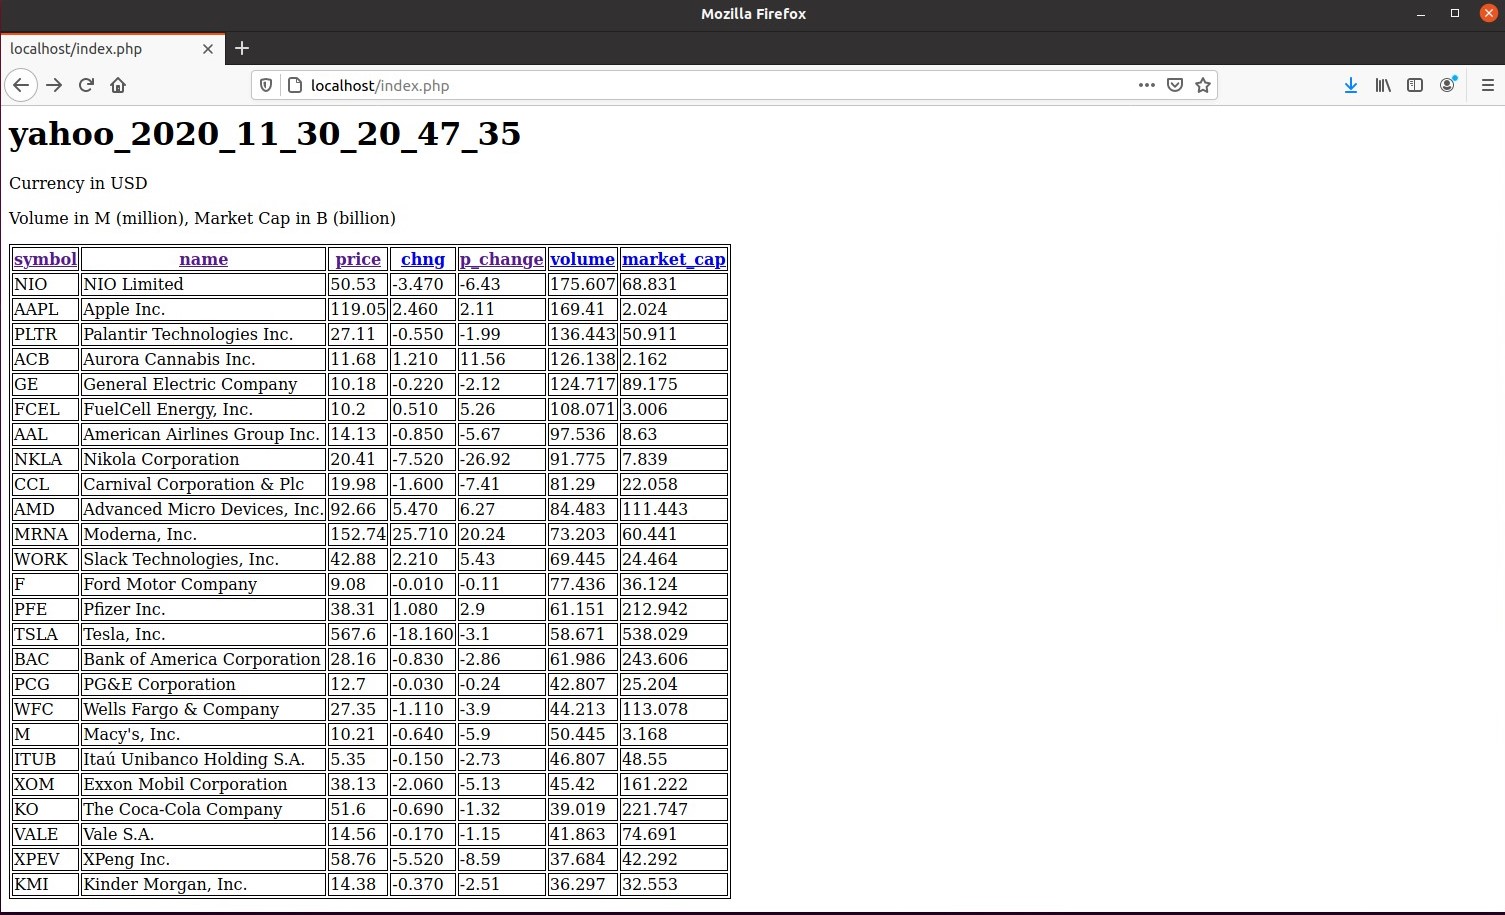 Mozilla Firefox
localhost/index.php
localhost/index.php
yahoo_2020_11_30_20_47_35
Currency in USD
Volume in M (million), Market Cap in B (billion)
symbol name price chng p_change volume market_cap
NIO NIO Limited 50.53 -3.470 -6.43 175.607 68.831
AAPL Apple Inc. 119.05 2.460 2.11 169.41 2.024
PLTR Palantir Technologies Inc. 27.11 -0.550 -1.99 136.443 50.911
ACB Aurora Cannabis Inc. 11.68 1.210 11.56 126.138 2.162
GE General Electric Company 10.18 -0.220 -2.12 124.717 89.175
FCEL FuelCell Energy, Inc. 10.2 0.510 5.26 108.071 3.006
AAL American Airlines Group Inc. 14.13 -0.850 -5.67 97.536 8.63
NKLA Nikola Corporation 20.41 -7.520 -26.92 91.775 7.839
CCL Carnival Corporation & Plc 19.98 -1.600 -7.41 81.29 22.058
AMD Advanced Micro Devices, Inc. 92.66 5.470 6.27 84.483 111.443
MRNA Moderna, Inc. 152.74 25.710 20.24 73.203 60.441
WORK Slack Technologies, Inc. 42.88 2.210 5.43 69.445 24.464
F Ford Motor Company 9.08 -0.010 -0.11 77.436 36.124
PFE Pfizer Inc. 38.31 1.080 2.9 61.151 212.942
TSLA Tesla, Inc. 567.6 -18.160 -3.1 58.671 538.029
BAC Bank of America Corporation 28.16 -0.830 -2.86 61.986 243.606
PCG PG&E Corporation 12.7 -0.030 -0.24 42.807 25.204
WFC Wells Fargo & Company 27.35 -1.110 -3.9 44.213 113.078
M Macy's, Inc. 10.21 -0.640 -5.9 50.445 3.168
ITUB Itaú Unibanco Holding S.A. 5.35 -0.150 -2.73 46.807 48.55
XOM Exxon Mobil Corporation 38.13 -2.060 -5.13 45.42 161.222
KO The Coca-Cola Company 51.6 -0.690 -1.32 39.019 221.747
VALE Vale S.A. 14.56 -0.170 -1.15 41.863 74.691
XPEV XPeng Inc. 58.76 -5.520 -8.59 37.684 42.292
KMI Kinder Morgan, Inc. 14.38 -0.370 -2.51 36.297 32.553